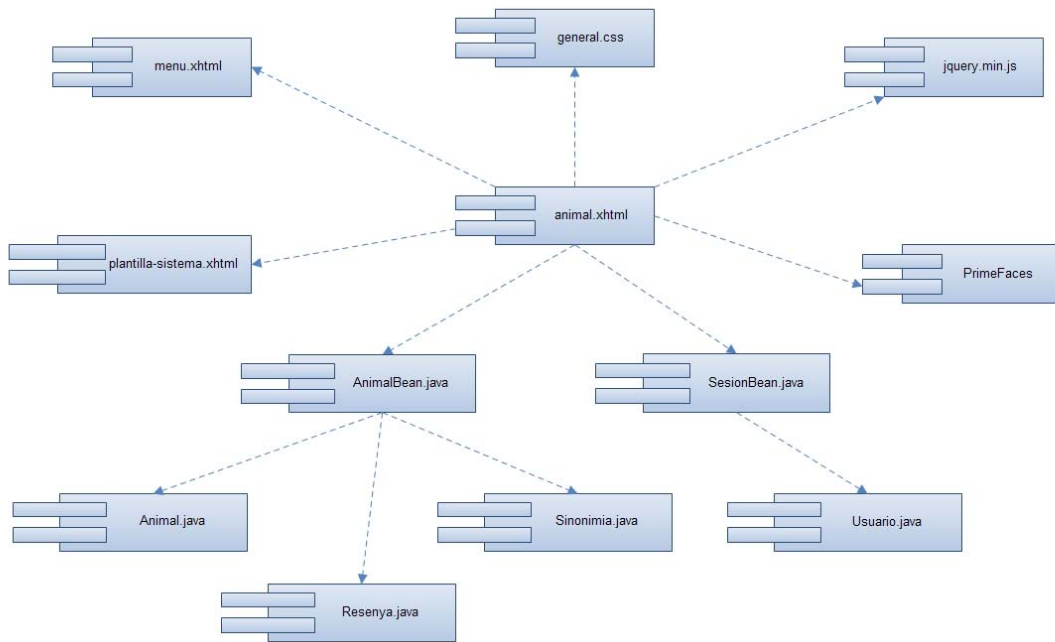 general.css
menu.xhtml
jquery.min.js
animal.xhtml
plantilla-sistema.xhtml
PrimeFaces
AnimalBean.java
SesionBean.java
Animal.java
Sinonimia.java
Usuario.java
Resenya.java